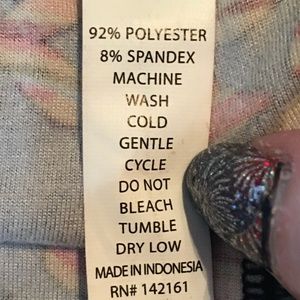 92% POLYESTER
8% SPANDEX
MACHINE
WASH
COLD
GENTLE
CYCLE
DO NOT
BLEACH
TUMBLE
DRY LOW
MADE IN INDONESIA
RN# 142161